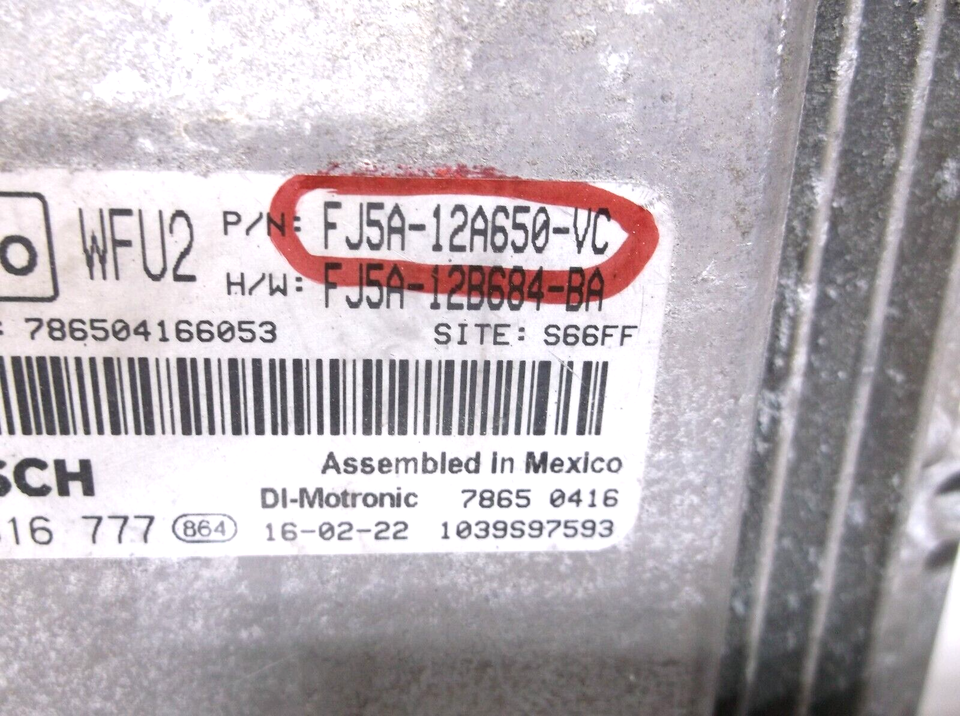 WFU2 P/N: FJ5A-12A650-VC
H/W: FJ5A-12B684-BA
: 786504166053 SITE: S66FF
SCH
Assembled in Mexico
DI-Motronic 7865 0416
16 777 864 16-02-22 1039S97593